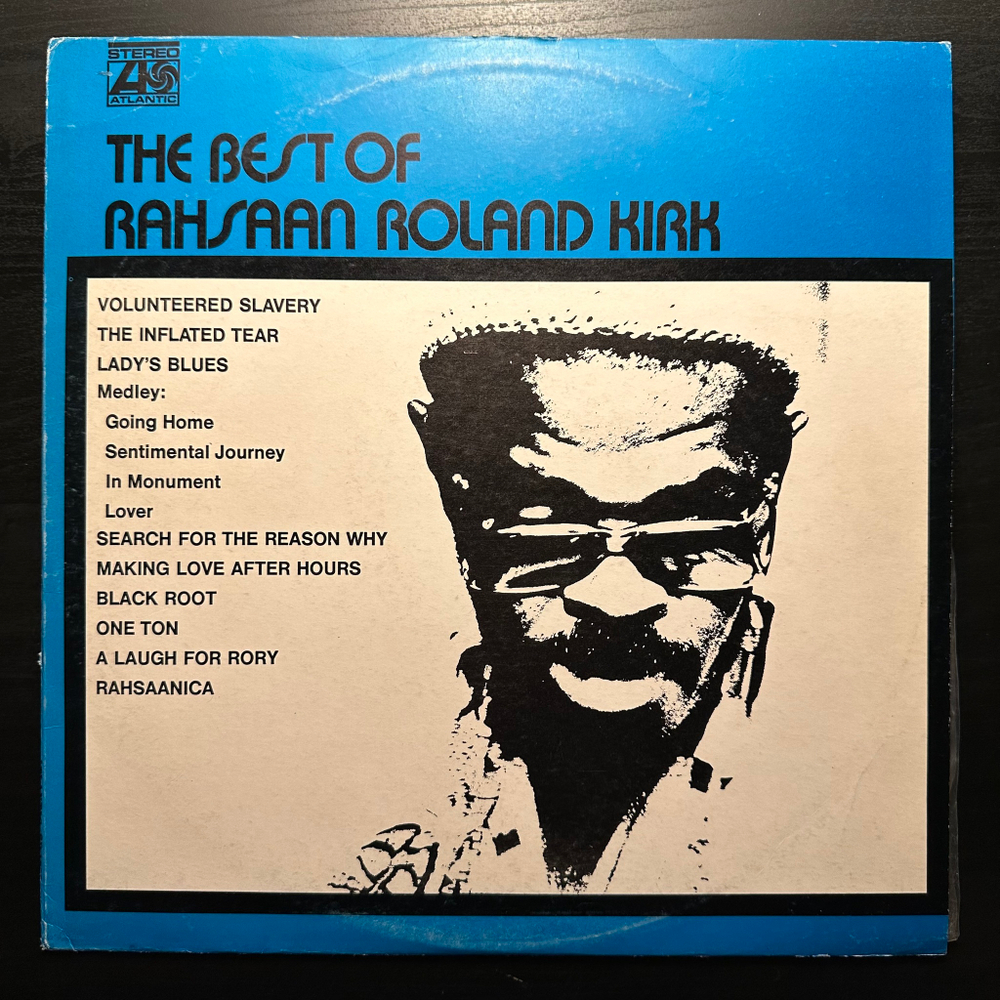 STEREO
ATLANTIC
THE BEST OF
RAHSAAN ROLAND KIRK
VOLUNTEERED SLAVERY
THE INFLATED TEAR
LADY'S BLUES
Medley:
Going Home
Sentimental Journey
In Monument
Lover
SEARCH FOR THE REASON WHY
MAKING LOVE AFTER HOURS
BLACK ROOT
ONE TON
A LAUGH FOR RORY
RAHSAANICA